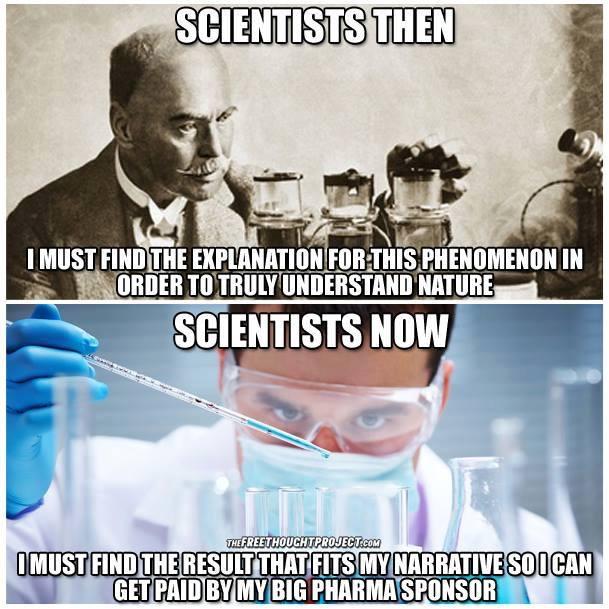 SCIENTISTS THEN
I MUST FIND THE EXPLANATION FOR THIS PHENOMENON IN
ORDER TO TRULY UNDERSTAND NATURE
SCIENTISTS NOW
THEFREETHOUGHTPROJECT.COM
I MUST FIND THE RESULT THAT FITS MY NARRATIVE SO I CAN
GET PAID BY MY BIG PHARMA SPONSOR